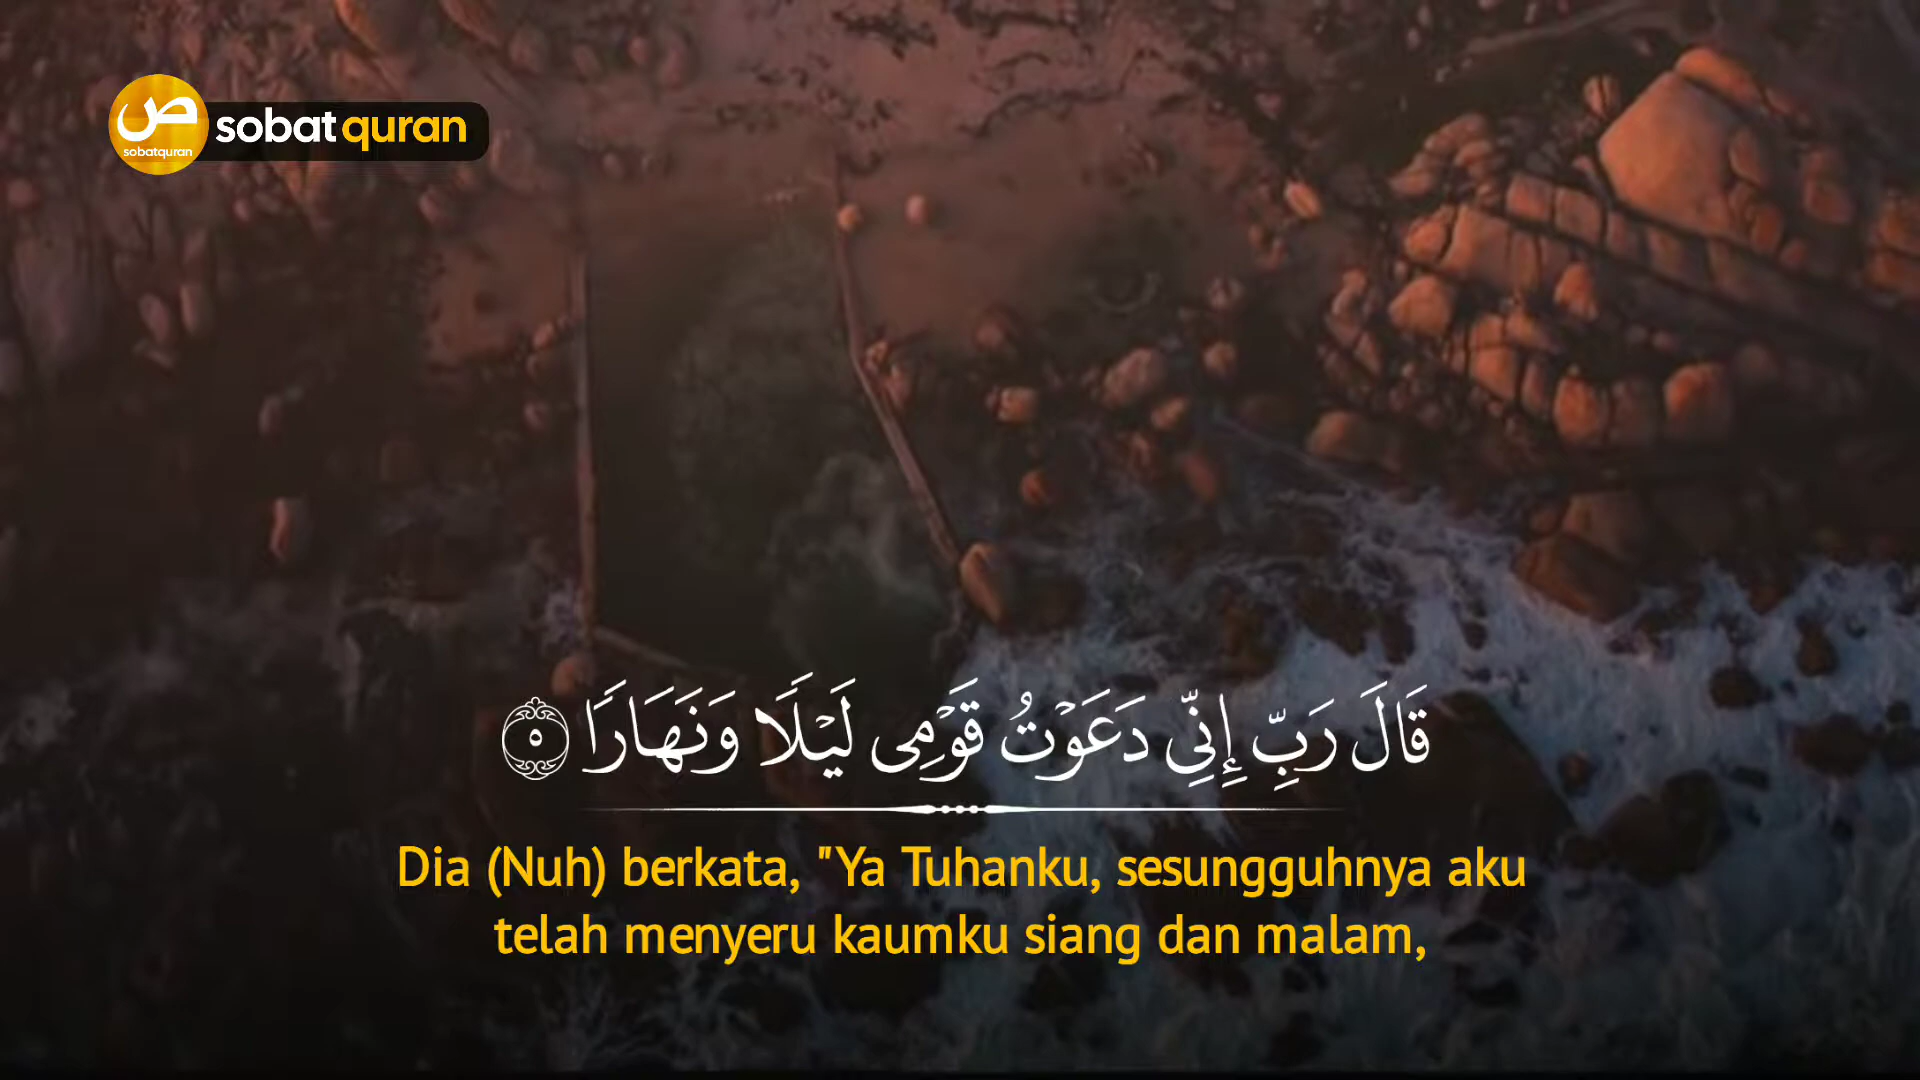 ص
sobatquran
sobat quran
قَالَ رَبِّ إِنِّي دَعَوْتُ قَوْمِى لَيْلًا وَنَهَارًا ٥
Dia (Nuh) berkata, "Ya Tuhanku, sesungguhnya aku
telah menyeru kaumku siang dan malam,